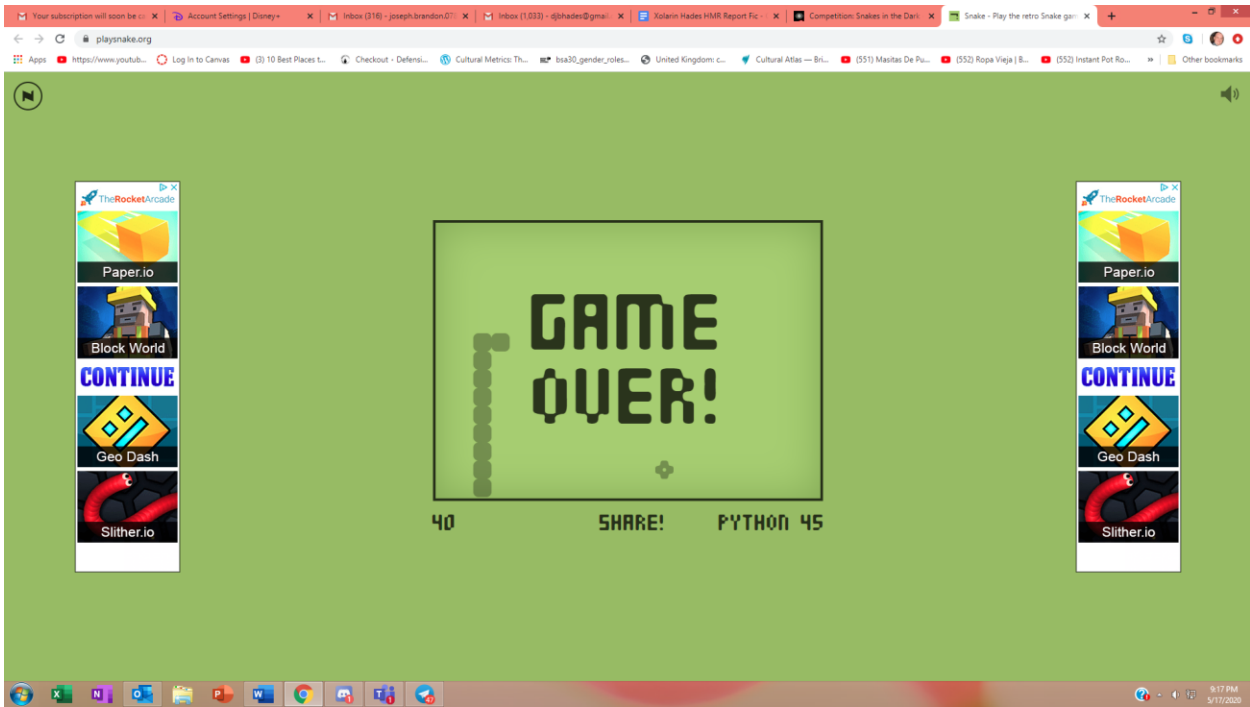 Your subscription will soon be ca
Account Settings | Disney+
Inbox (316) - joseph.brandon.07
Inbox (1,033) - djbhades@gmail
Xolarin Hades HMR Report Fic -
Competition: Snakes in the Dark
Snake - Play the retro Snake gam
playsnake.org
Apps
https://www.youtub...
Log In to Canvas
(3) 10 Best Places t...
Checkout - Defensi...
Cultural Metrics: Th...
bsa30_gender_roles...
United Kingdom: c...
Cultural Atlas — Bri...
(551) Masitas De Pu...
(552) Ropa Vieja | B...
(552) Instant Pot Ro...
»
Other bookmarks
TheRocketArcade
Paper.io
Block World
CONTINUE
Geo Dash
Slither.io
GAME
OVER!
40
SHARE!
PYTHON 45
TheRocketArcade
Paper.io
Block World
CONTINUE
Geo Dash
Slither.io
9:17 PM
5/17/2020